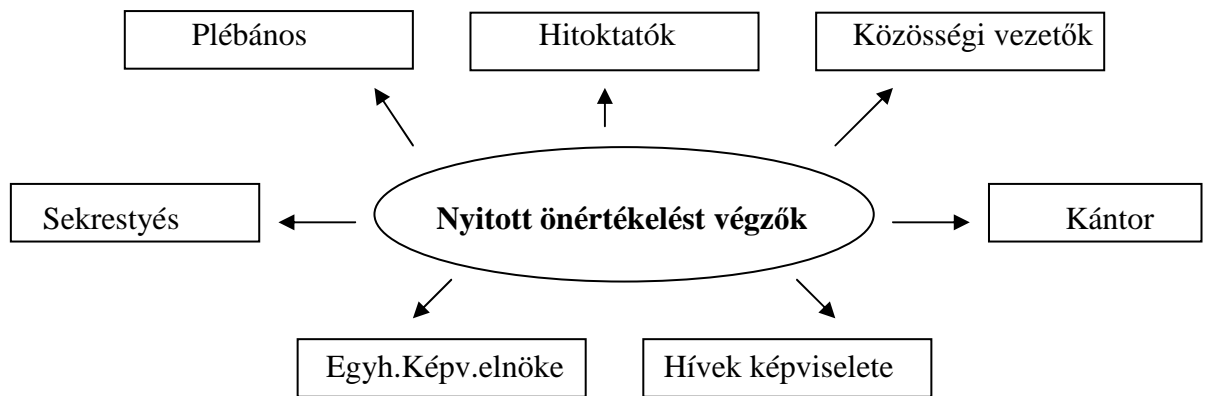 Plébános
Hitoktatók
Közösségi vezetők
Sekrestyés
Nyitott önértékelést végzők
Kántor
Egyh.Képv.elnöke
Hívek képviselete